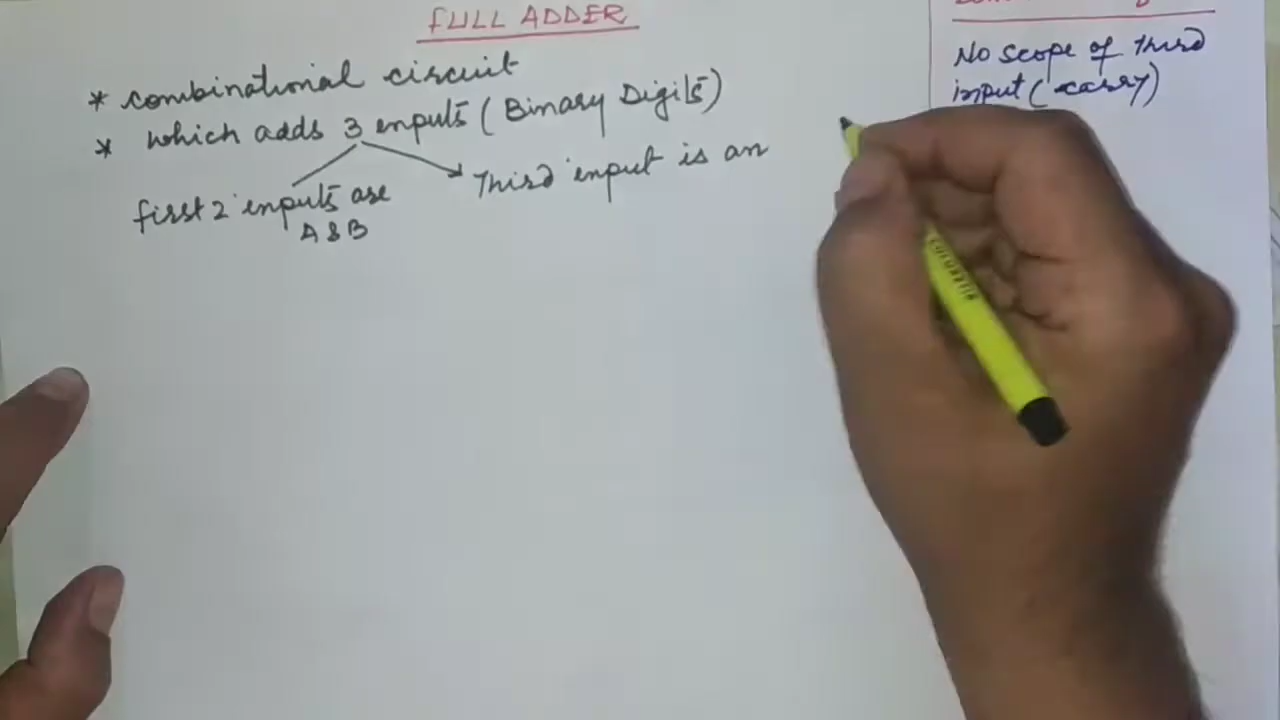 FULL ADDER
* combinational circuit
* which adds 3 inputs (Binary Digits)
first 2 inputs are
A & B
Third input is an
No scope of third
input (carry)